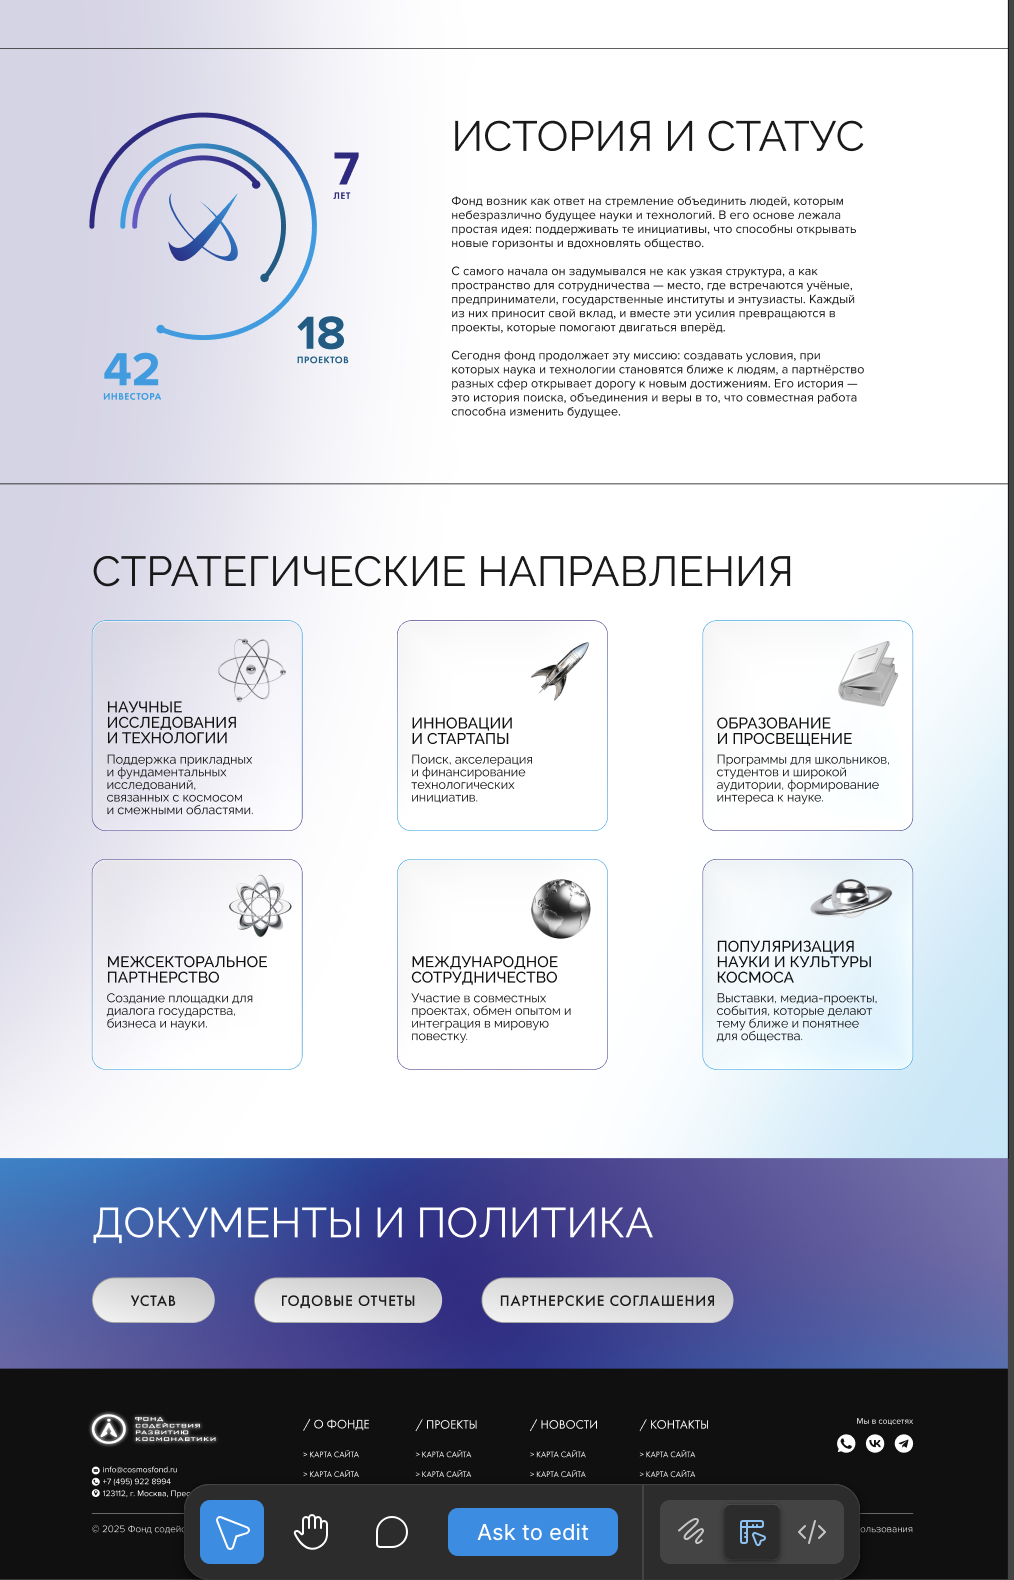 ИСТОРИЯ И СТАТУС
7
ЛЕТ
18
ПРОЕКТОВ
42
ИНВЕСТОРА
Фонд возник как ответ на стремление объединить людей, которым
небезразлично будущее науки и технологий. В его основе лежала
простая идея: поддерживать те инициативы, что способны открывать
новые горизонты и вдохновлять общество.
С самого начала он задумывался не как узкая структура, а как
пространство для сотрудничества — место, где встречаются учёные,
предприниматели, государственные институты и энтузиасты. Каждый
из них приносит свой вклад, и вместе эти усилия превращаются в
проекты, которые помогают двигаться вперёд.
Сегодня фонд продолжает эту миссию: создавать условия, при
которых наука и технологии становятся ближе к людям, а партнёрство
разных сфер открывает дорогу к новым достижениям. Его история —
это история поиска, объединения и веры в то, что совместная работа
способна изменить будущее.
СТРАТЕГИЧЕСКИЕ НАПРАВЛЕНИЯ
НАУЧНЫЕ
ИССЛЕДОВАНИЯ
И ТЕХНОЛОГИИ
Поддержка прикладных
и фундаментальных
исследований,
связанных с космосом
и смежными областями.
ИННОВАЦИИ
И СТАРТАПЫ
Поиск, акселерация
и финансирование
технологических
инициатив.
ОБРАЗОВАНИЕ
И ПРОСВЕЩЕНИЕ
Программы для школьников,
студентов и широкой
аудитории, формирование
интереса к науке.
МЕЖСЕКТОРАЛЬНОЕ
ПАРТНЕРСТВО
Создание площадки для
диалога государства,
бизнеса и науки.
МЕЖДУНАРОДНОЕ
СОТРУДНИЧЕСТВО
Участие в совместных
проектах, обмен опытом и
интеграция в мировую
повестку.
ПОПУЛЯРИЗАЦИЯ
НАУКИ И КУЛЬТУРЫ
КОСМОСА
Выставки, медиа-проекты,
события, которые делают
тему ближе и понятнее
для общества.
ДОКУМЕНТЫ И ПОЛИТИКА
УСТАВ
ГОДОВЫЕ ОТЧЕТЫ
ПАРТНЕРСКИЕ СОГЛАШЕНИЯ
ФОНД
СОДЕЙСТВИЯ
РАЗВИТИЮ
КОСМОНАВТИКИ
info@cosmosfond.ru
+7 (495) 922 8994
123112, г. Москва,
/ О ФОНДЕ
> КАРТА САЙТА
> КАРТА САЙТА
/ ПРОЕКТЫ
> КАРТА САЙТА
> КАРТА САЙТА
/ НОВОСТИ
> КАРТА САЙТА
> КАРТА САЙТА
/ КОНТАКТЫ
> КАРТА САЙТА
> КАРТА САЙТА
Мы в соцсетях
© 2025 Фонд
Ask to edit